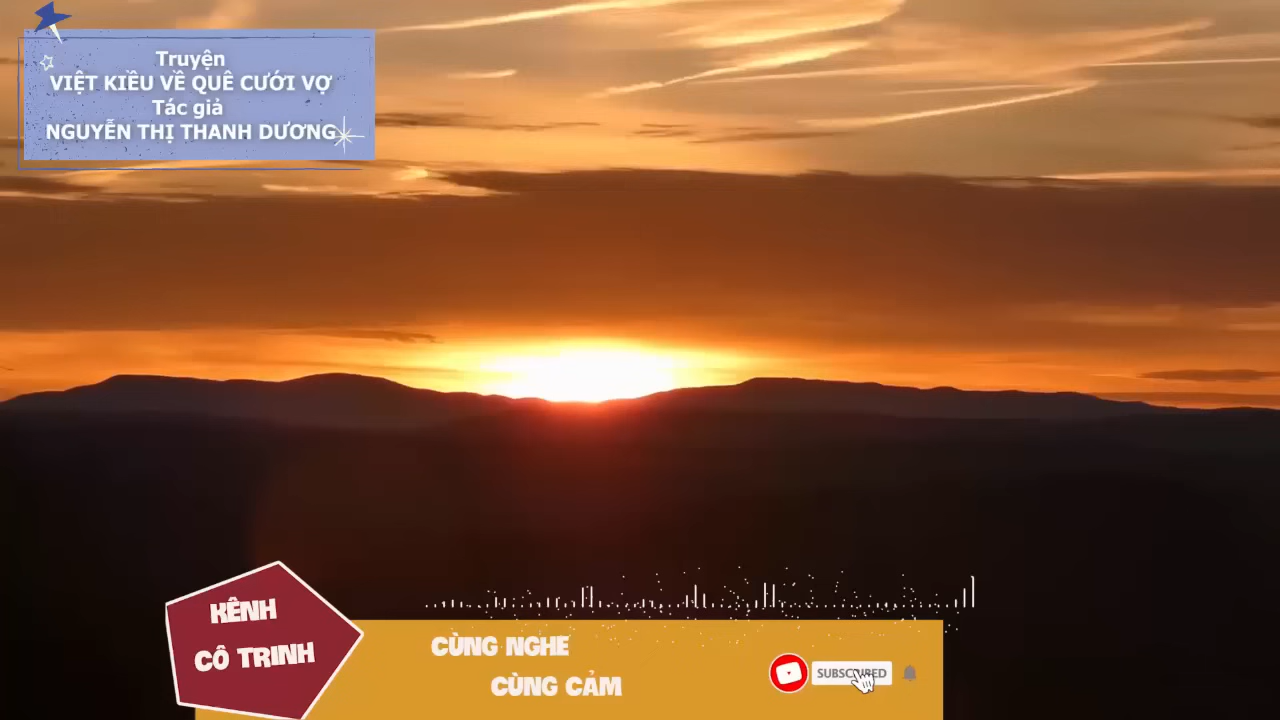 Truyện
VIỆT KIỀU VỀ QUÊ CƯỚI VỢ
Tác giả
NGUYỄN THỊ THANH DƯƠNG
KÊNH
CÔ TRINH
CÙNG NGHE
CÙNG CẢM
SUBSCRIBED